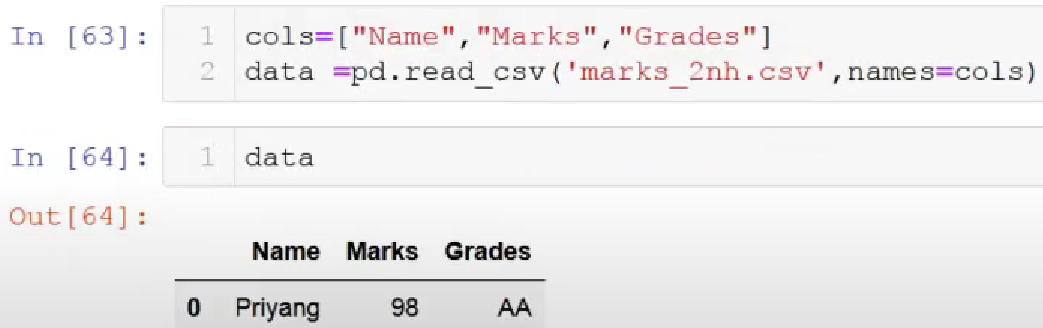 In [63]: 1 cols=["Name","Marks","Grades"]
2 data =pd.read_csv('marks_2nh.csv',names=cols)
In [64]: 1 data
Out[64]:
Name Marks Grades
0 Priyang 98 AA